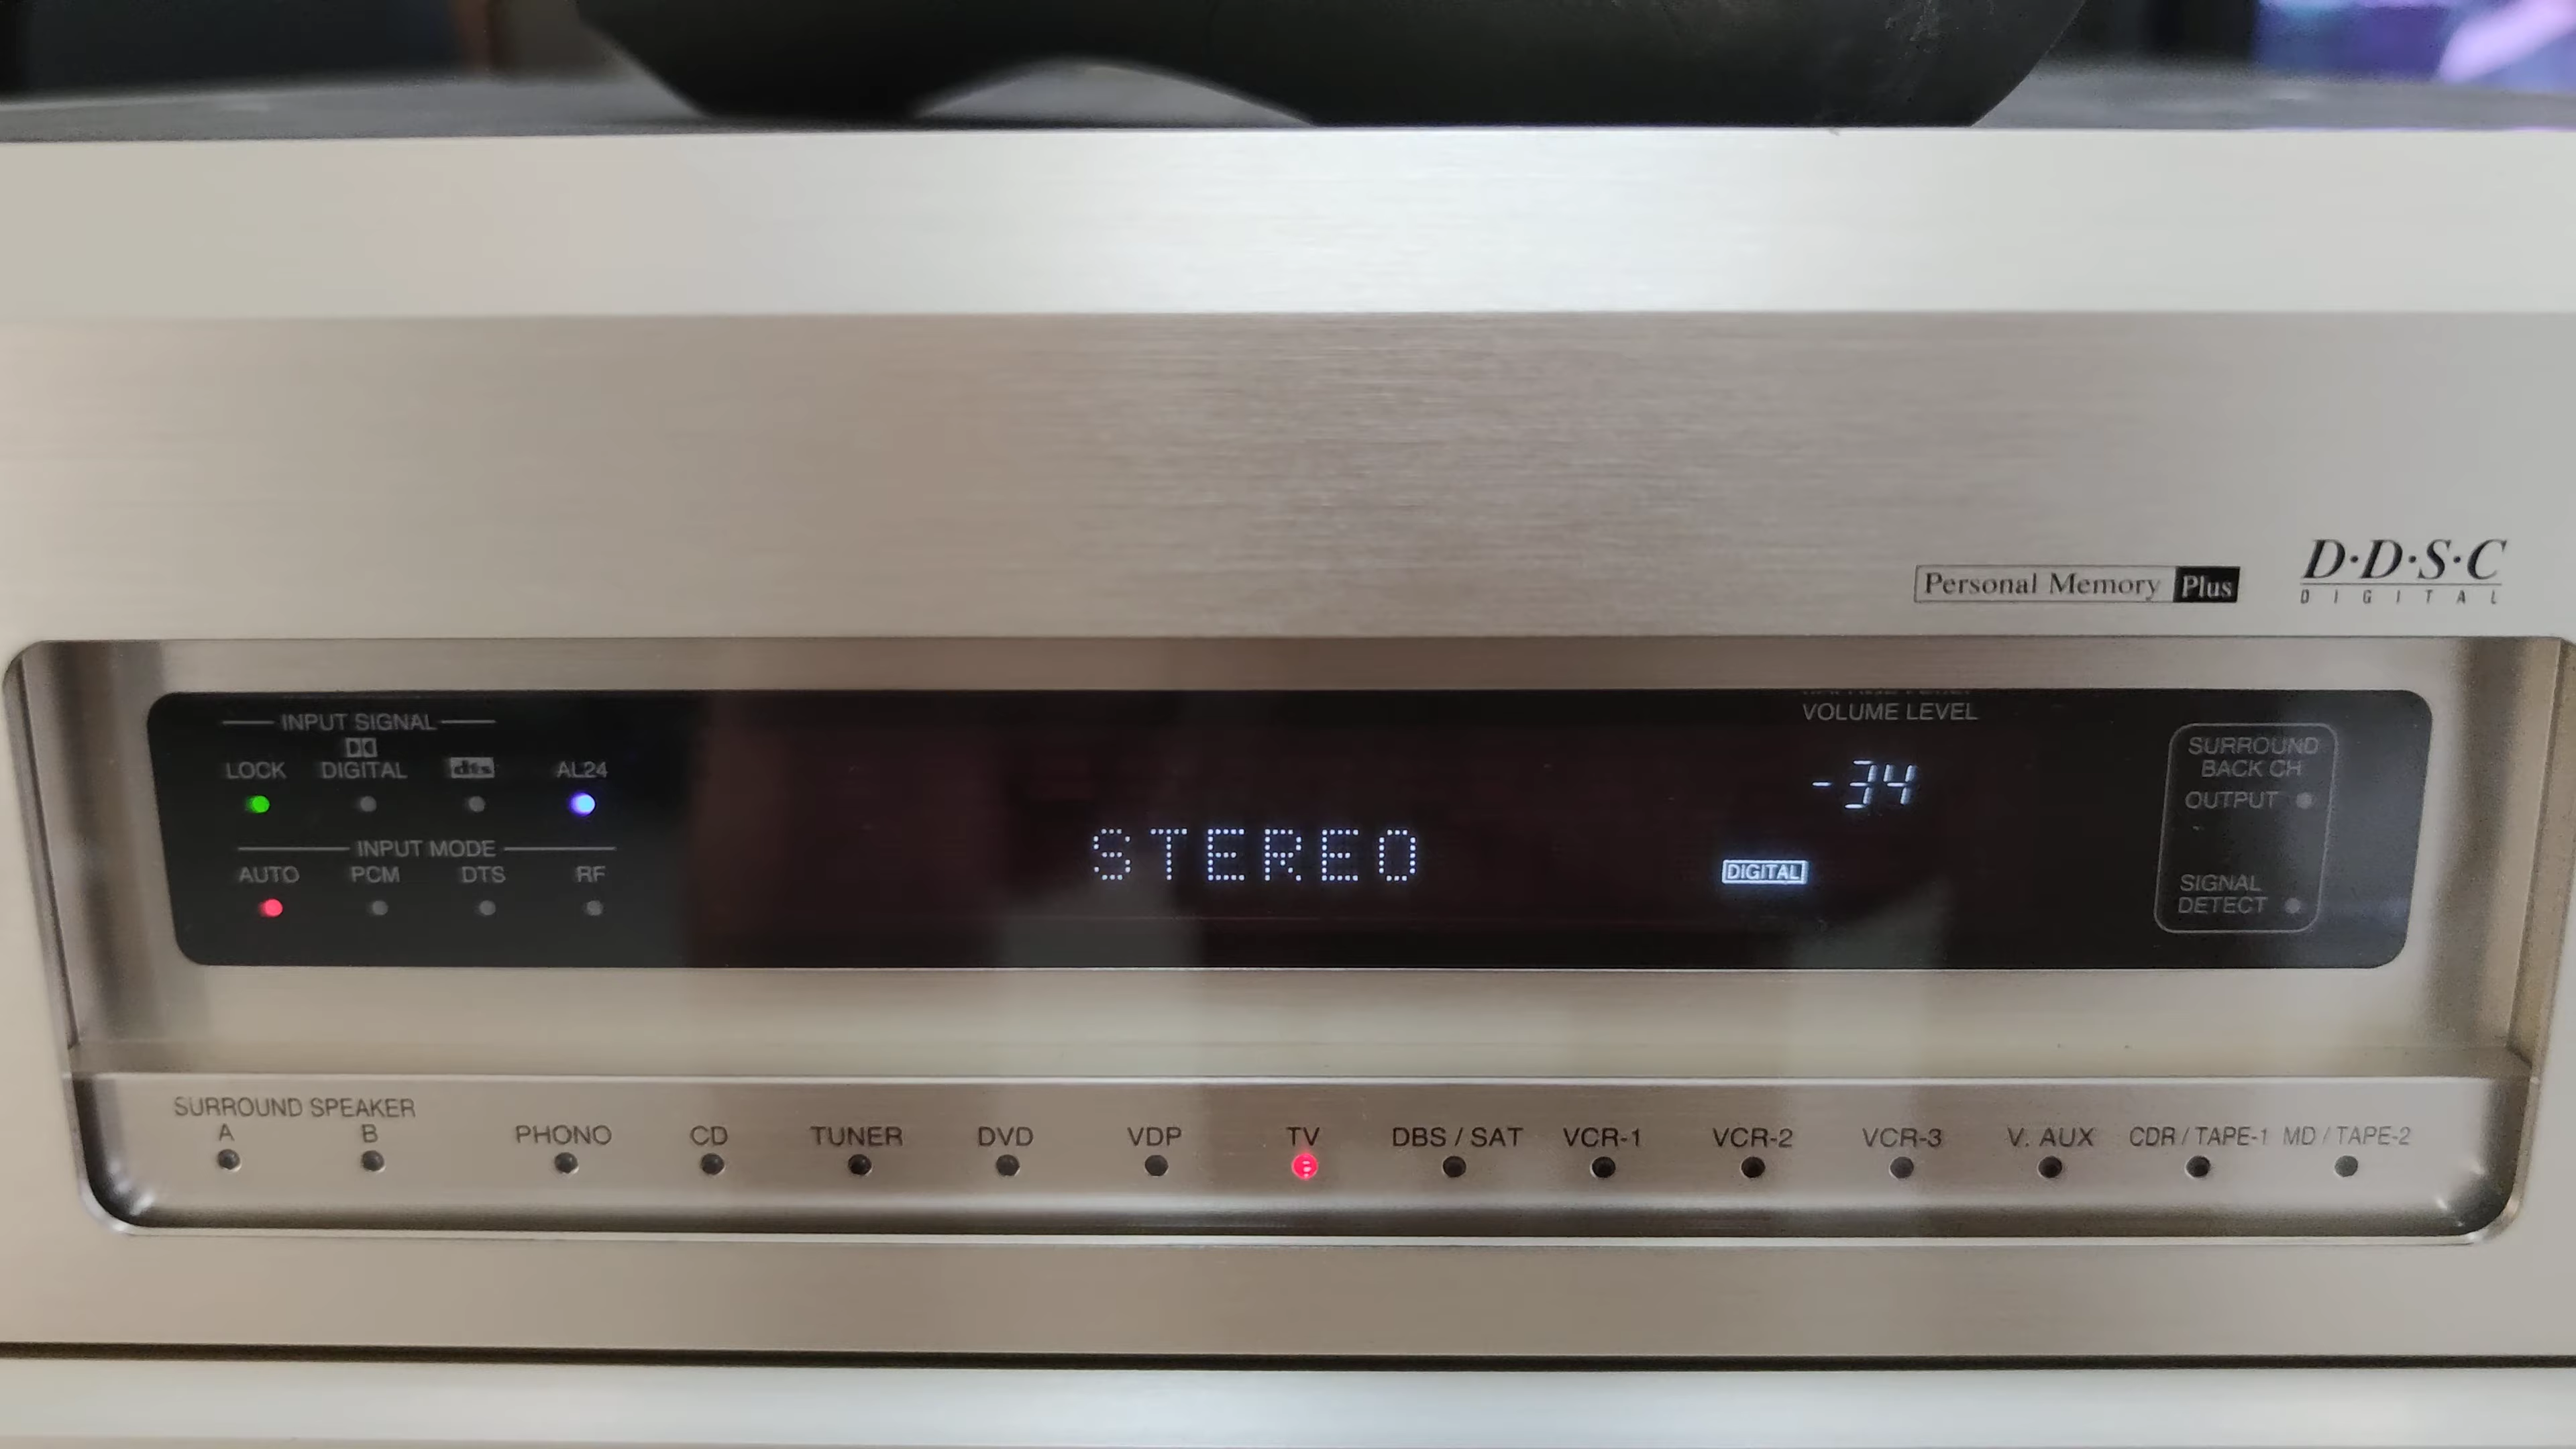 Personal Memory Plus
D·D·S·C
DIGITAL
INPUT SIGNAL
LOCK DIGITAL dts AL24
INPUT MODE
AUTO PCM DTS RF
STEREO
VOLUME LEVEL
-34
DIGITAL
SURROUND
BACK CH
OUTPUT
SIGNAL
DETECT
SURROUND SPEAKER
A B PHONO CD TUNER DVD VDP TV DBS / SAT VCR-1 VCR-2 VCR-3 V. AUX CDR / TAPE-1 MD / TAPE-2